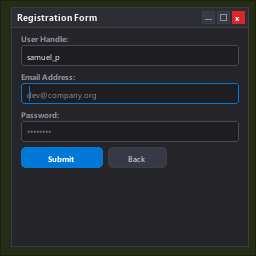 Registration Form
User Handle:
samuel_p
Email Address:
dev@company.org
Password:
********
Submit
Back